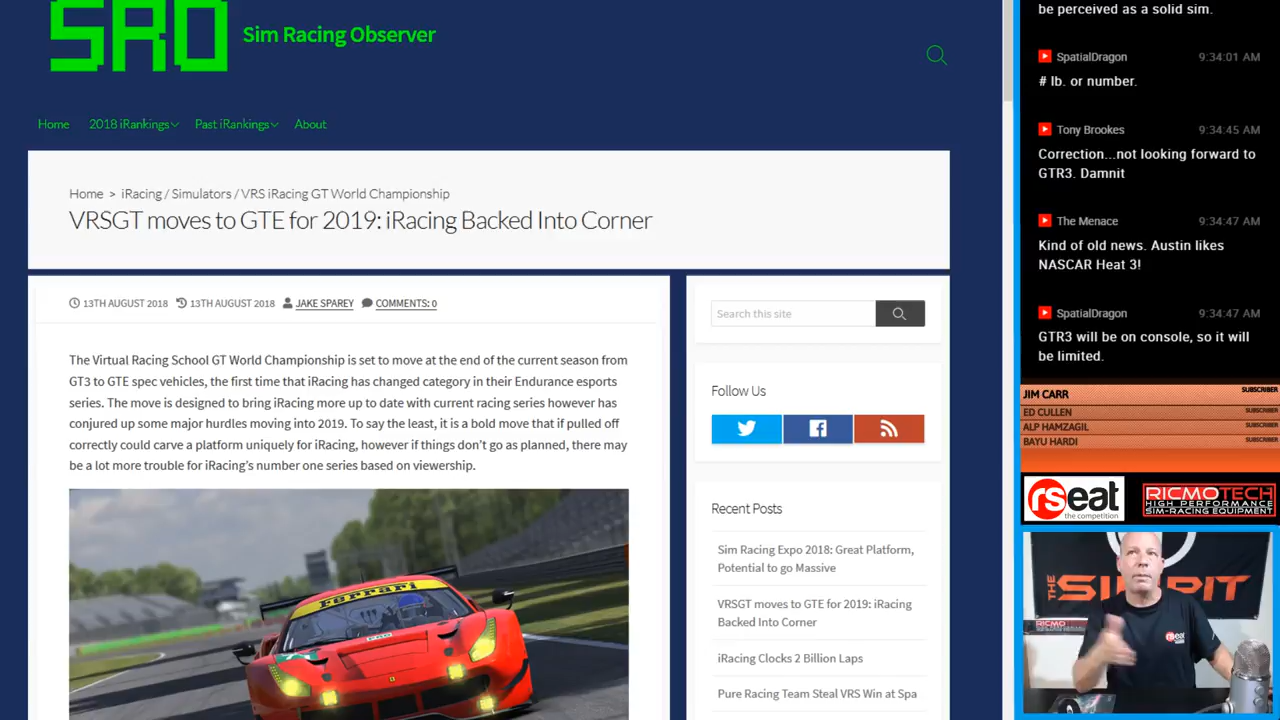 SRO
Sim Racing Observer
Home
2018 iRankings
Past iRankings
About
Home > iRacing / Simulators / VRS iRacing GT World Championship
VRSGT moves to GTE for 2019: iRacing Backed Into Corner
13TH AUGUST 2018 13TH AUGUST 2018 JAKE SPAREY COMMENTS: 0
The Virtual Racing School GT World Championship is set to move at the end of the current season from
GT3 to GTE spec vehicles, the first time that iRacing has changed category in their Endurance esports
series. The move is designed to bring iRacing more up to date with current racing series however has
conjured up some major hurdles moving into 2019. To say the least, it is a bold move that if pulled off
correctly could carve a platform uniquely for iRacing, however if things don't go as planned, there may
be a lot more trouble for iRacing's number one series based on viewership.
Ferrari
Search this site
Follow Us
Recent Posts
Sim Racing Expo 2018: Great Platform,
Potential to go Massive
VRSGT moves to GTE for 2019: iRacing
Backed Into Corner
iRacing Clocks 2 Billion Laps
Pure Racing Team Steal VRS Win at Spa
be perceived as a solid sim.
SpatialDragon 9:34:01 AM
# lb. or number.
Tony Brookes 9:34:45 AM
Correction...not looking forward to
GTR3. Damnit
The Menace 9:34:47 AM
Kind of old news. Austin likes
NASCAR Heat 3!
SpatialDragon 9:34:47 AM
GTR3 will be on console, so it will
be limited.
JIM CARR SUBSCRIBER
ED CULLEN SUBSCRIBER
ALP HAMZAGIL SUBSCRIBER
BAYU HARDI SUBSCRIBER
rseat
the competition
RICMOTECH
HIGH PERFORMANCE
SIM-RACING EQUIPMENT
THE SIMPIT
RICMO
rseat